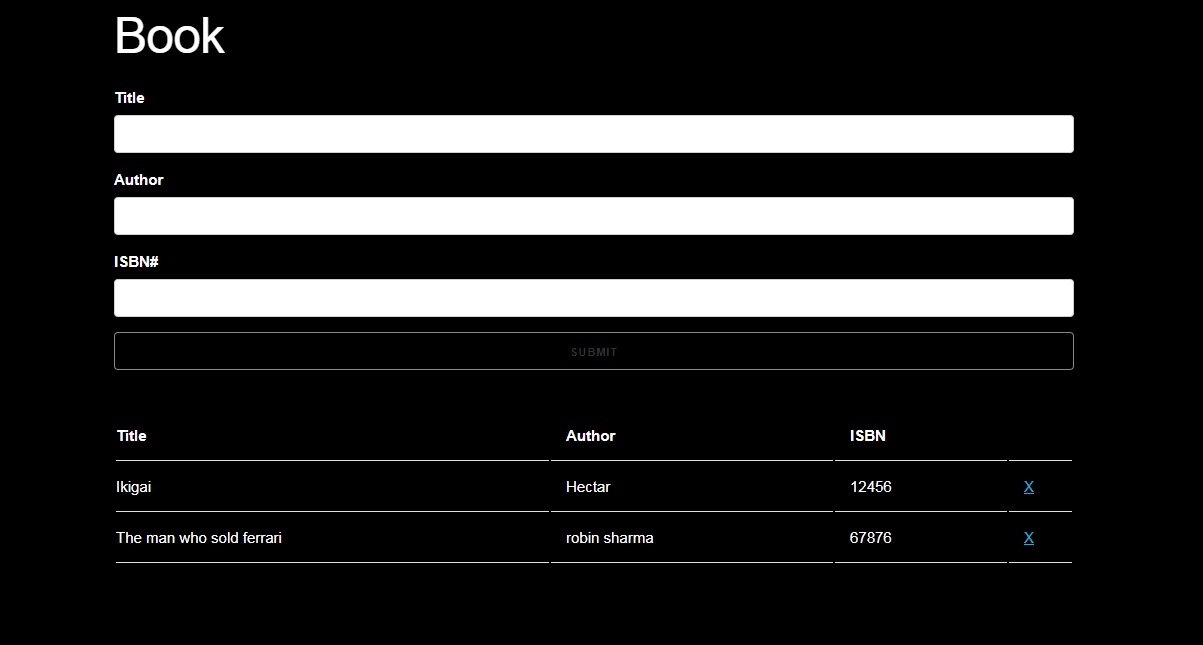 Book
Title
Author
ISBN#
SUBMIT
Title Author ISBN
Ikigai Hectar 12456 X
The man who sold ferrari robin sharma 67876 X